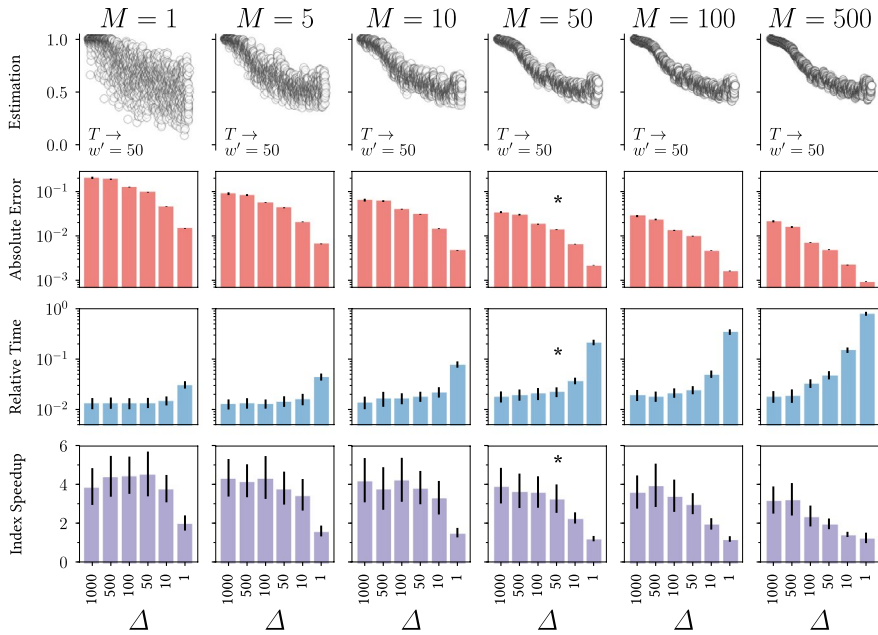 M = 1 M = 5 M = 10 M = 50 M = 100 M = 500
Estimation
1.0
0.5
0.0
T →
w′ = 50
T →
w′ = 50
T →
w′ = 50
T →
w′ = 50
T →
w′ = 50
T →
w′ = 50
Absolute Error
10⁻¹
10⁻²
10⁻³
*
Relative Time
10⁰
10⁻¹
10⁻²
*
Index Speedup
6
4
2
0
*
1000 500 100 50 10 1
1000 500 100 50 10 1
1000 500 100 50 10 1
1000 500 100 50 10 1
1000 500 100 50 10 1
1000 500 100 50 10 1
Δ Δ Δ Δ Δ Δ